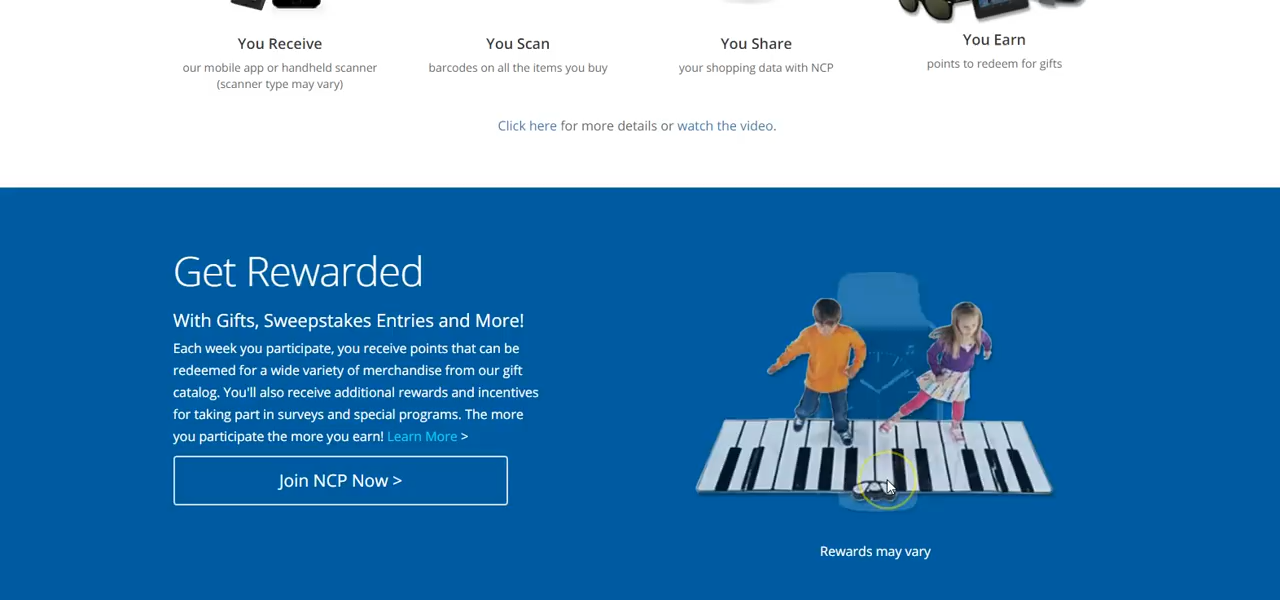 You Receive
our mobile app or handheld scanner
(scanner type may vary)
You Scan
barcodes on all the items you buy
You Share
your shopping data with NCP
You Earn
points to redeem for gifts
Click here for more details or watch the video.
Get Rewarded
With Gifts, Sweepstakes Entries and More!
Each week you participate, you receive points that can be
redeemed for a wide variety of merchandise from our gift
catalog. You'll also receive additional rewards and incentives
for taking part in surveys and special programs. The more
you participate the more you earn! Learn More >
Join NCP Now >
Rewards may vary